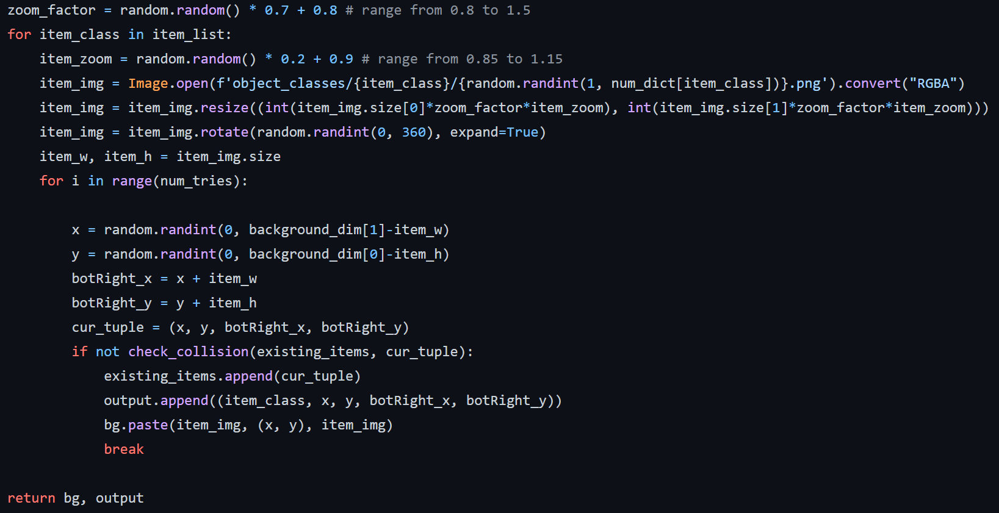 zoom_factor = random.random() * 0.7 + 0.8 # range from 0.8 to 1.5
for item_class in item_list:
    item_zoom = random.random() * 0.2 + 0.9 # range from 0.85 to 1.15
    item_img = Image.open(f'object_classes/{item_class}/{random.randint(1, num_dict[item_class])}.png').convert("RGBA")
    item_img = item_img.resize((int(item_img.size[0]*zoom_factor*item_zoom), int(item_img.size[1]*zoom_factor*item_zoom)))
    item_img = item_img.rotate(random.randint(0, 360), expand=True)
    item_w, item_h = item_img.size
    for i in range(num_tries):

        x = random.randint(0, background_dim[1]-item_w)
        y = random.randint(0, background_dim[0]-item_h)
        botRight_x = x + item_w
        botRight_y = y + item_h
        cur_tuple = (x, y, botRight_x, botRight_y)
        if not check_collision(existing_items, cur_tuple):
            existing_items.append(cur_tuple)
            output.append((item_class, x, y, botRight_x, botRight_y))
            bg.paste(item_img, (x, y), item_img)
            break

return bg, output